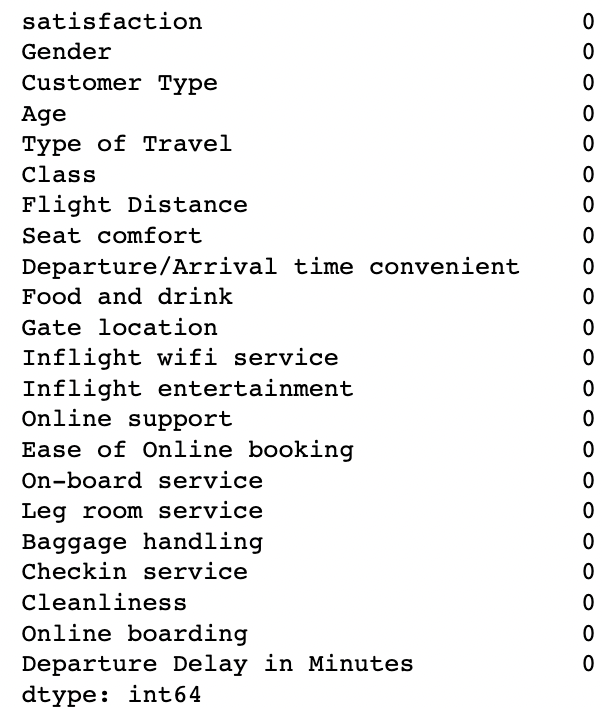 satisfaction 0
Gender 0
Customer Type 0
Age 0
Type of Travel 0
Class 0
Flight Distance 0
Seat comfort 0
Departure/Arrival time convenient 0
Food and drink 0
Gate location 0
Inflight wifi service 0
Inflight entertainment 0
Online support 0
Ease of Online booking 0
On-board service 0
Leg room service 0
Baggage handling 0
Checkin service 0
Cleanliness 0
Online boarding 0
Departure Delay in Minutes 0
dtype: int64